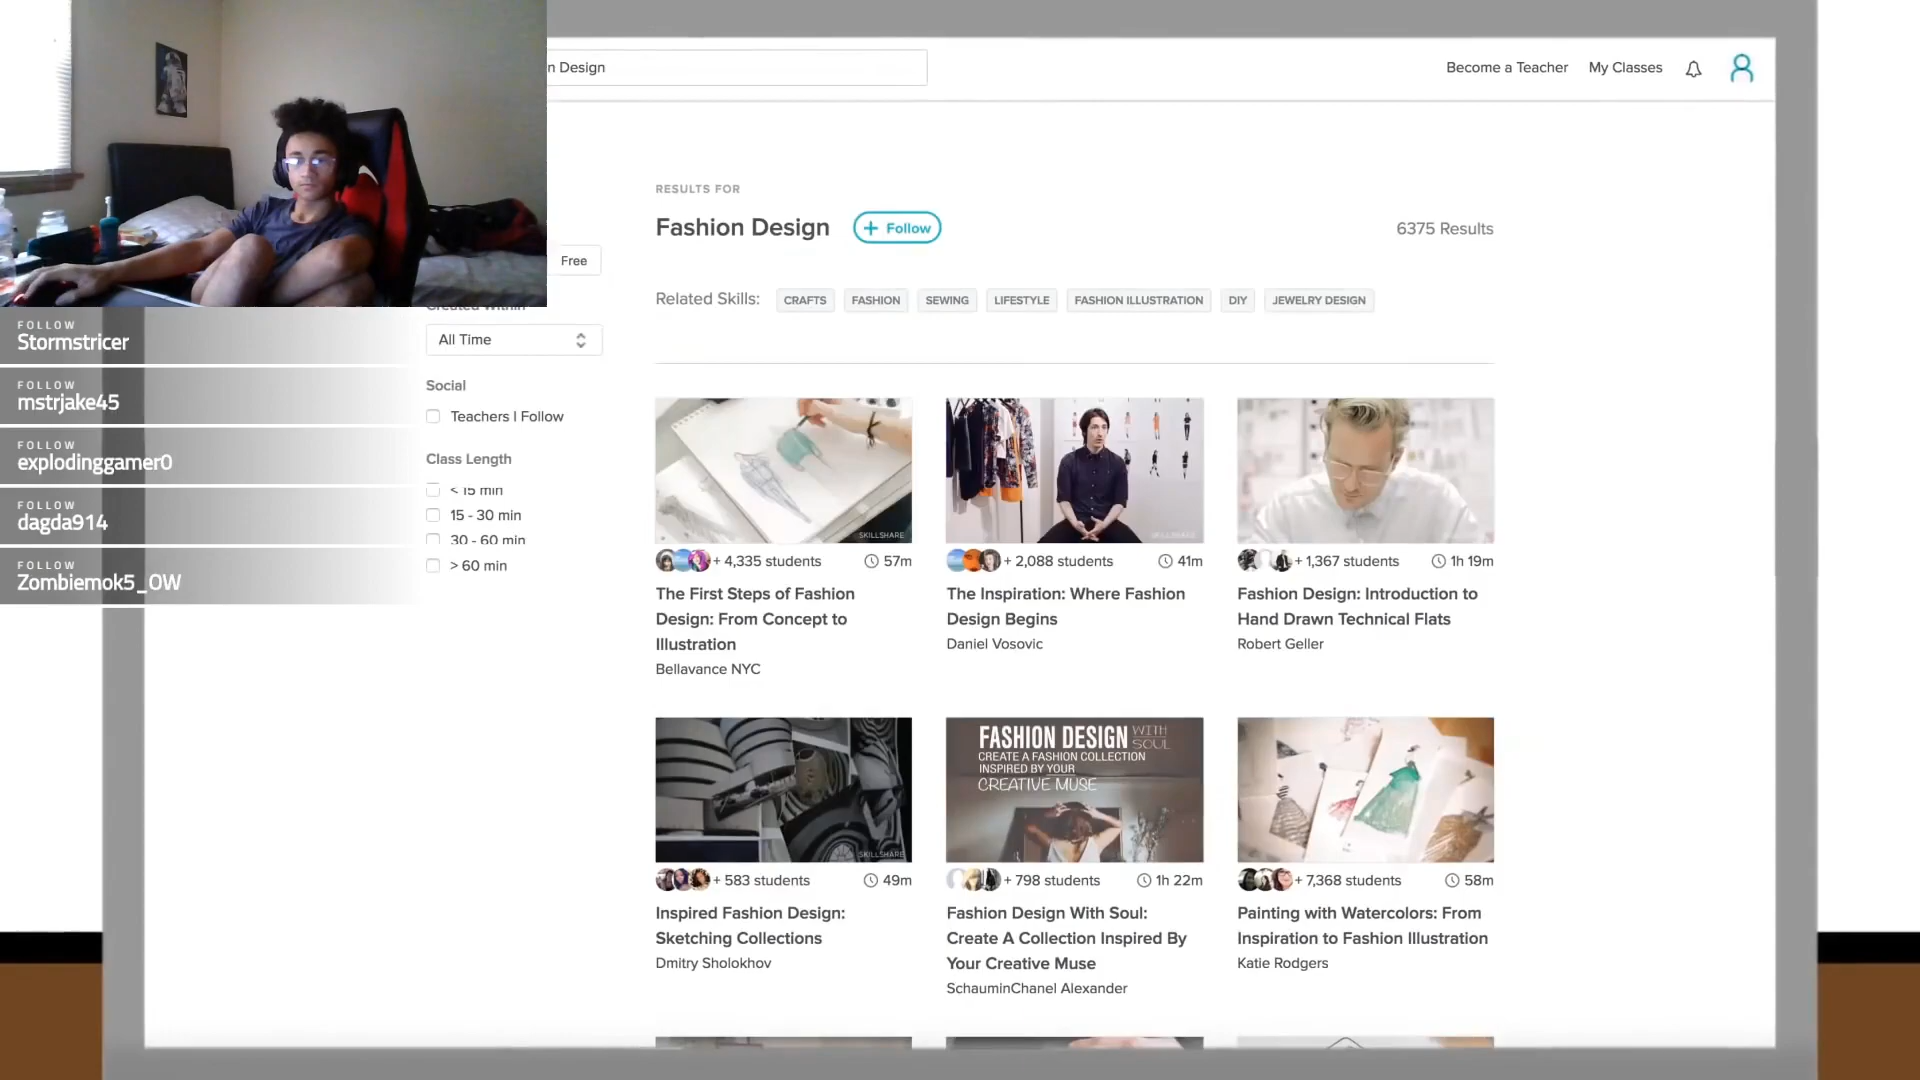 n Design
Become a Teacher
My Classes
RESULTS FOR
Fashion Design
+ Follow
6375 Results
Free
Related Skills:
CRAFTS
FASHION
SEWING
LIFESTYLE
FASHION ILLUSTRATION
DIY
JEWELRY DESIGN
Created Within
All Time
Social
Teachers I Follow
Class Length
< 15 min
15 - 30 min
30 - 60 min
> 60 min
FOLLOW
Stormstricer
FOLLOW
mstrjake45
FOLLOW
explodinggamer0
FOLLOW
dagda914
FOLLOW
Zombiemok5_OW
SKILLSHARE
+ 4,335 students
57m
The First Steps of Fashion
Design: From Concept to
Illustration
Bellavance NYC
SKILLSHARE
+ 2,088 students
41m
The Inspiration: Where Fashion
Design Begins
Daniel Vosovic
+ 1,367 students
1h 19m
Fashion Design: Introduction to
Hand Drawn Technical Flats
Robert Geller
SKILLSHARE
+ 583 students
49m
Inspired Fashion Design:
Sketching Collections
Dmitry Sholokhov
FASHION DESIGN WITH SOUL
CREATE A FASHION COLLECTION
INSPIRED BY YOUR
CREATIVE MUSE
+ 798 students
1h 22m
Fashion Design With Soul:
Create A Collection Inspired By
Your Creative Muse
SchauminChanel Alexander
+ 7,368 students
58m
Painting with Watercolors: From
Inspiration to Fashion Illustration
Katie Rodgers